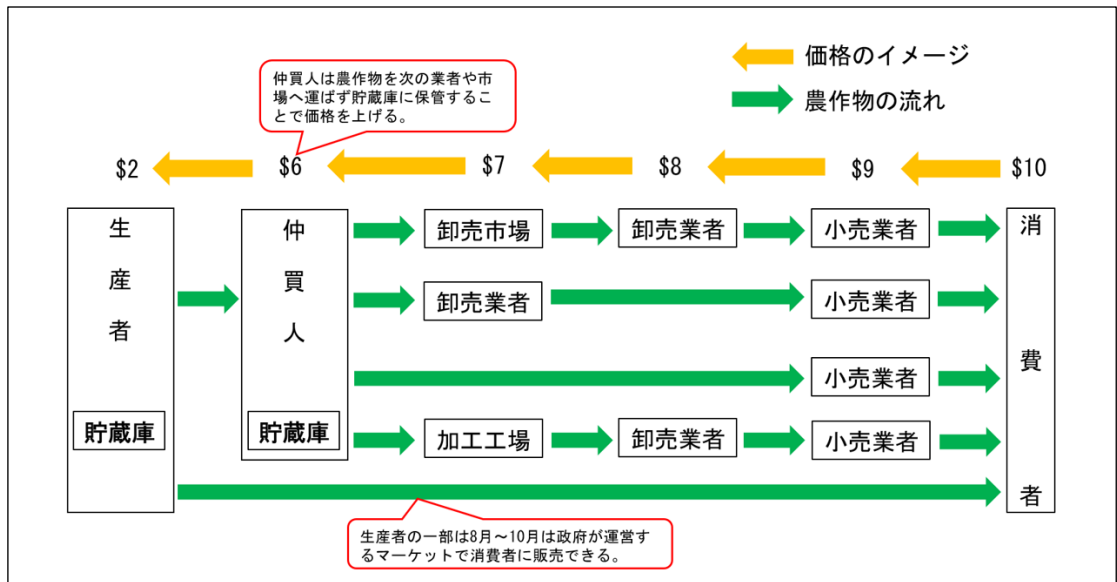 価格のイメージ
農作物の流れ
仲買人は農作物を次の業者や市
場へ運ばず貯蔵庫に保管するこ
とで価格を上げる。
$2 $6 $7 $8 $9 $10
生産者
仲買人
卸売市場 卸売業者 小売業者
消費者
卸売業者 小売業者
小売業者
貯蔵庫 貯蔵庫 加工工場 卸売業者 小売業者
生産者の一部は8月～10月は政府が運営す
るマーケットで消費者に販売できる。